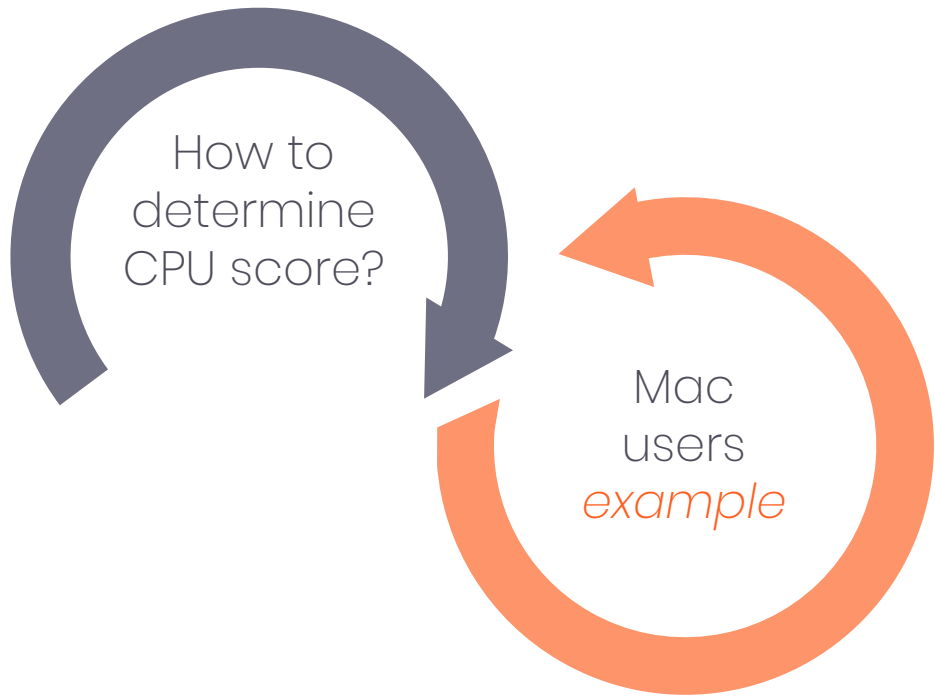 How to
determine
CPU score?
Mac
users
example